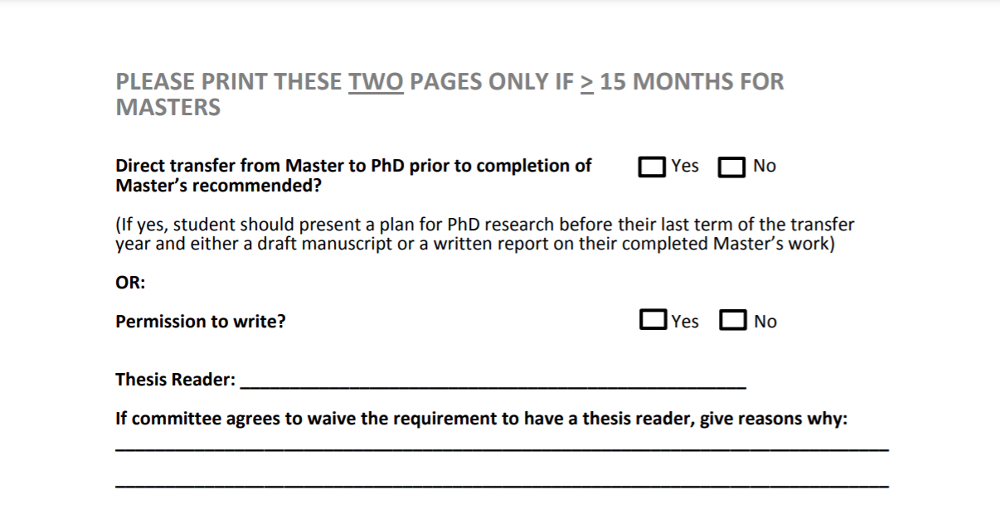 PLEASE PRINT THESE TWO PAGES ONLY IF ≥ 15 MONTHS FOR
MASTERS
Direct transfer from Master to PhD prior to completion of Yes No
Master’s recommended?
(If yes, student should present a plan for PhD research before their last term of the transfer
year and either a draft manuscript or a written report on their completed Master’s work)
OR:
Permission to write? Yes No
Thesis Reader: ____________________________________________________
If committee agrees to waive the requirement to have a thesis reader, give reasons why: